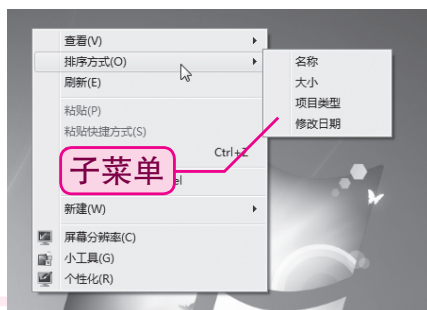 查看(V)
排序方式(O)
刷新(E)
粘贴(P)
粘贴快捷方式(S)
Ctrl+Z
新建(W)
屏幕分辨率(C)
小工具(G)
个性化(R)
名称
大小
项目类型
修改日期
子菜单